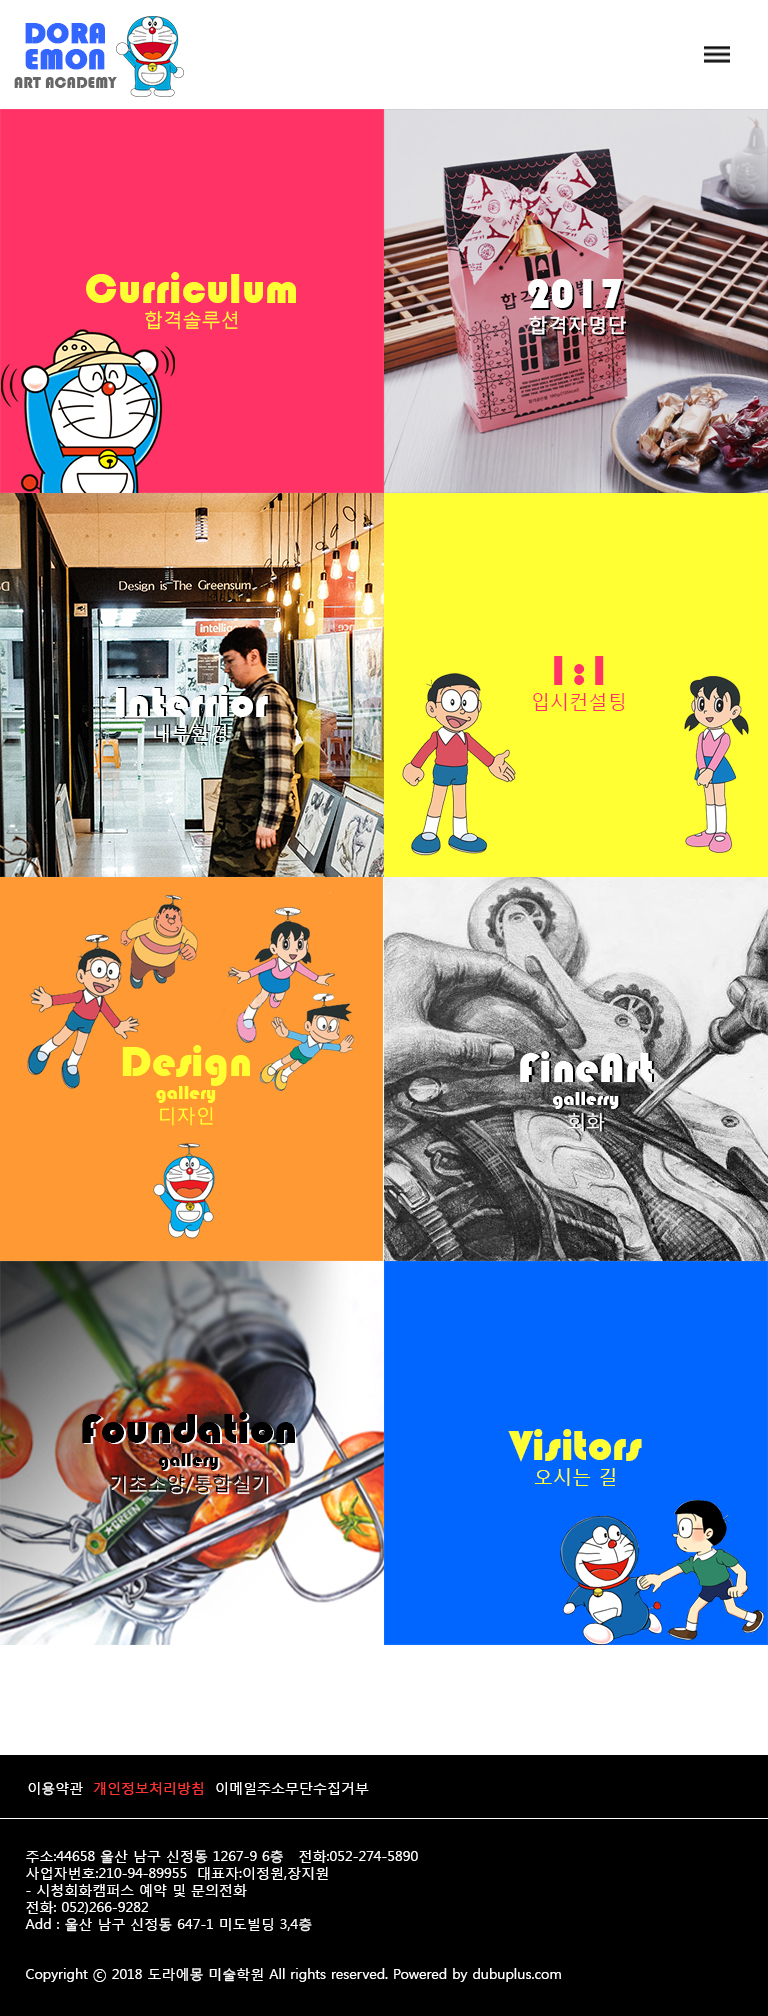 DORA
EMON
ART ACADEMY
Curriculum
합격솔루션
합격
별
2017
합격자명단
Design is The Greensum
intelli
Interrior
내부환경
1:1
입시컨설팅
Design
gallery
디자인
FineArt
gallerry
회화
Foundation
gallery
기초소양/통합실기
★GREEN
Visitors
오시는 길
이용약관 개인정보처리방침 이메일주소무단수집거부
주소:44658 울산 남구 신정동 1267-9 6층 전화:052-274-5890
사업자번호:210-94-89955 대표자:이정원,장지원
- 시청회화캠퍼스 예약 및 문의전화
전화: 052)266-9282
Add : 울산 남구 신정동 647-1 미도빌딩 3,4층
Copyright ⓒ 2018 도라에몽 미술학원 All rights reserved. Powered by dubuplus.com